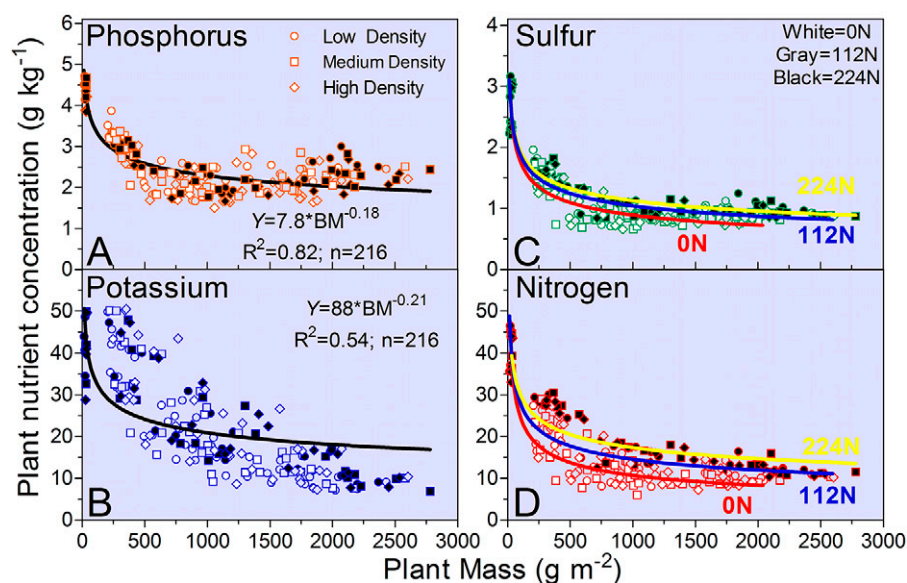 Plant nutrient concentration (g kg⁻¹)
6
5
4
3
2
1
0
Phosphorus
Low Density
Medium Density
High Density
Y=7.8*BM⁻⁰·¹⁸
R²=0.82; n=216
A
4
3
2
1
0
Sulfur
White=0N
Gray=112N
Black=224N
224N
112N
0N
C
50
40
30
20
10
0
Potassium
Y=88*BM⁻⁰·²¹
R²=0.54; n=216
B
0 500 1000 1500 2000 2500 3000
50
40
30
20
10
0
Nitrogen
224N
112N
0N
D
0 500 1000 1500 2000 2500 3000
Plant Mass (g m⁻²)